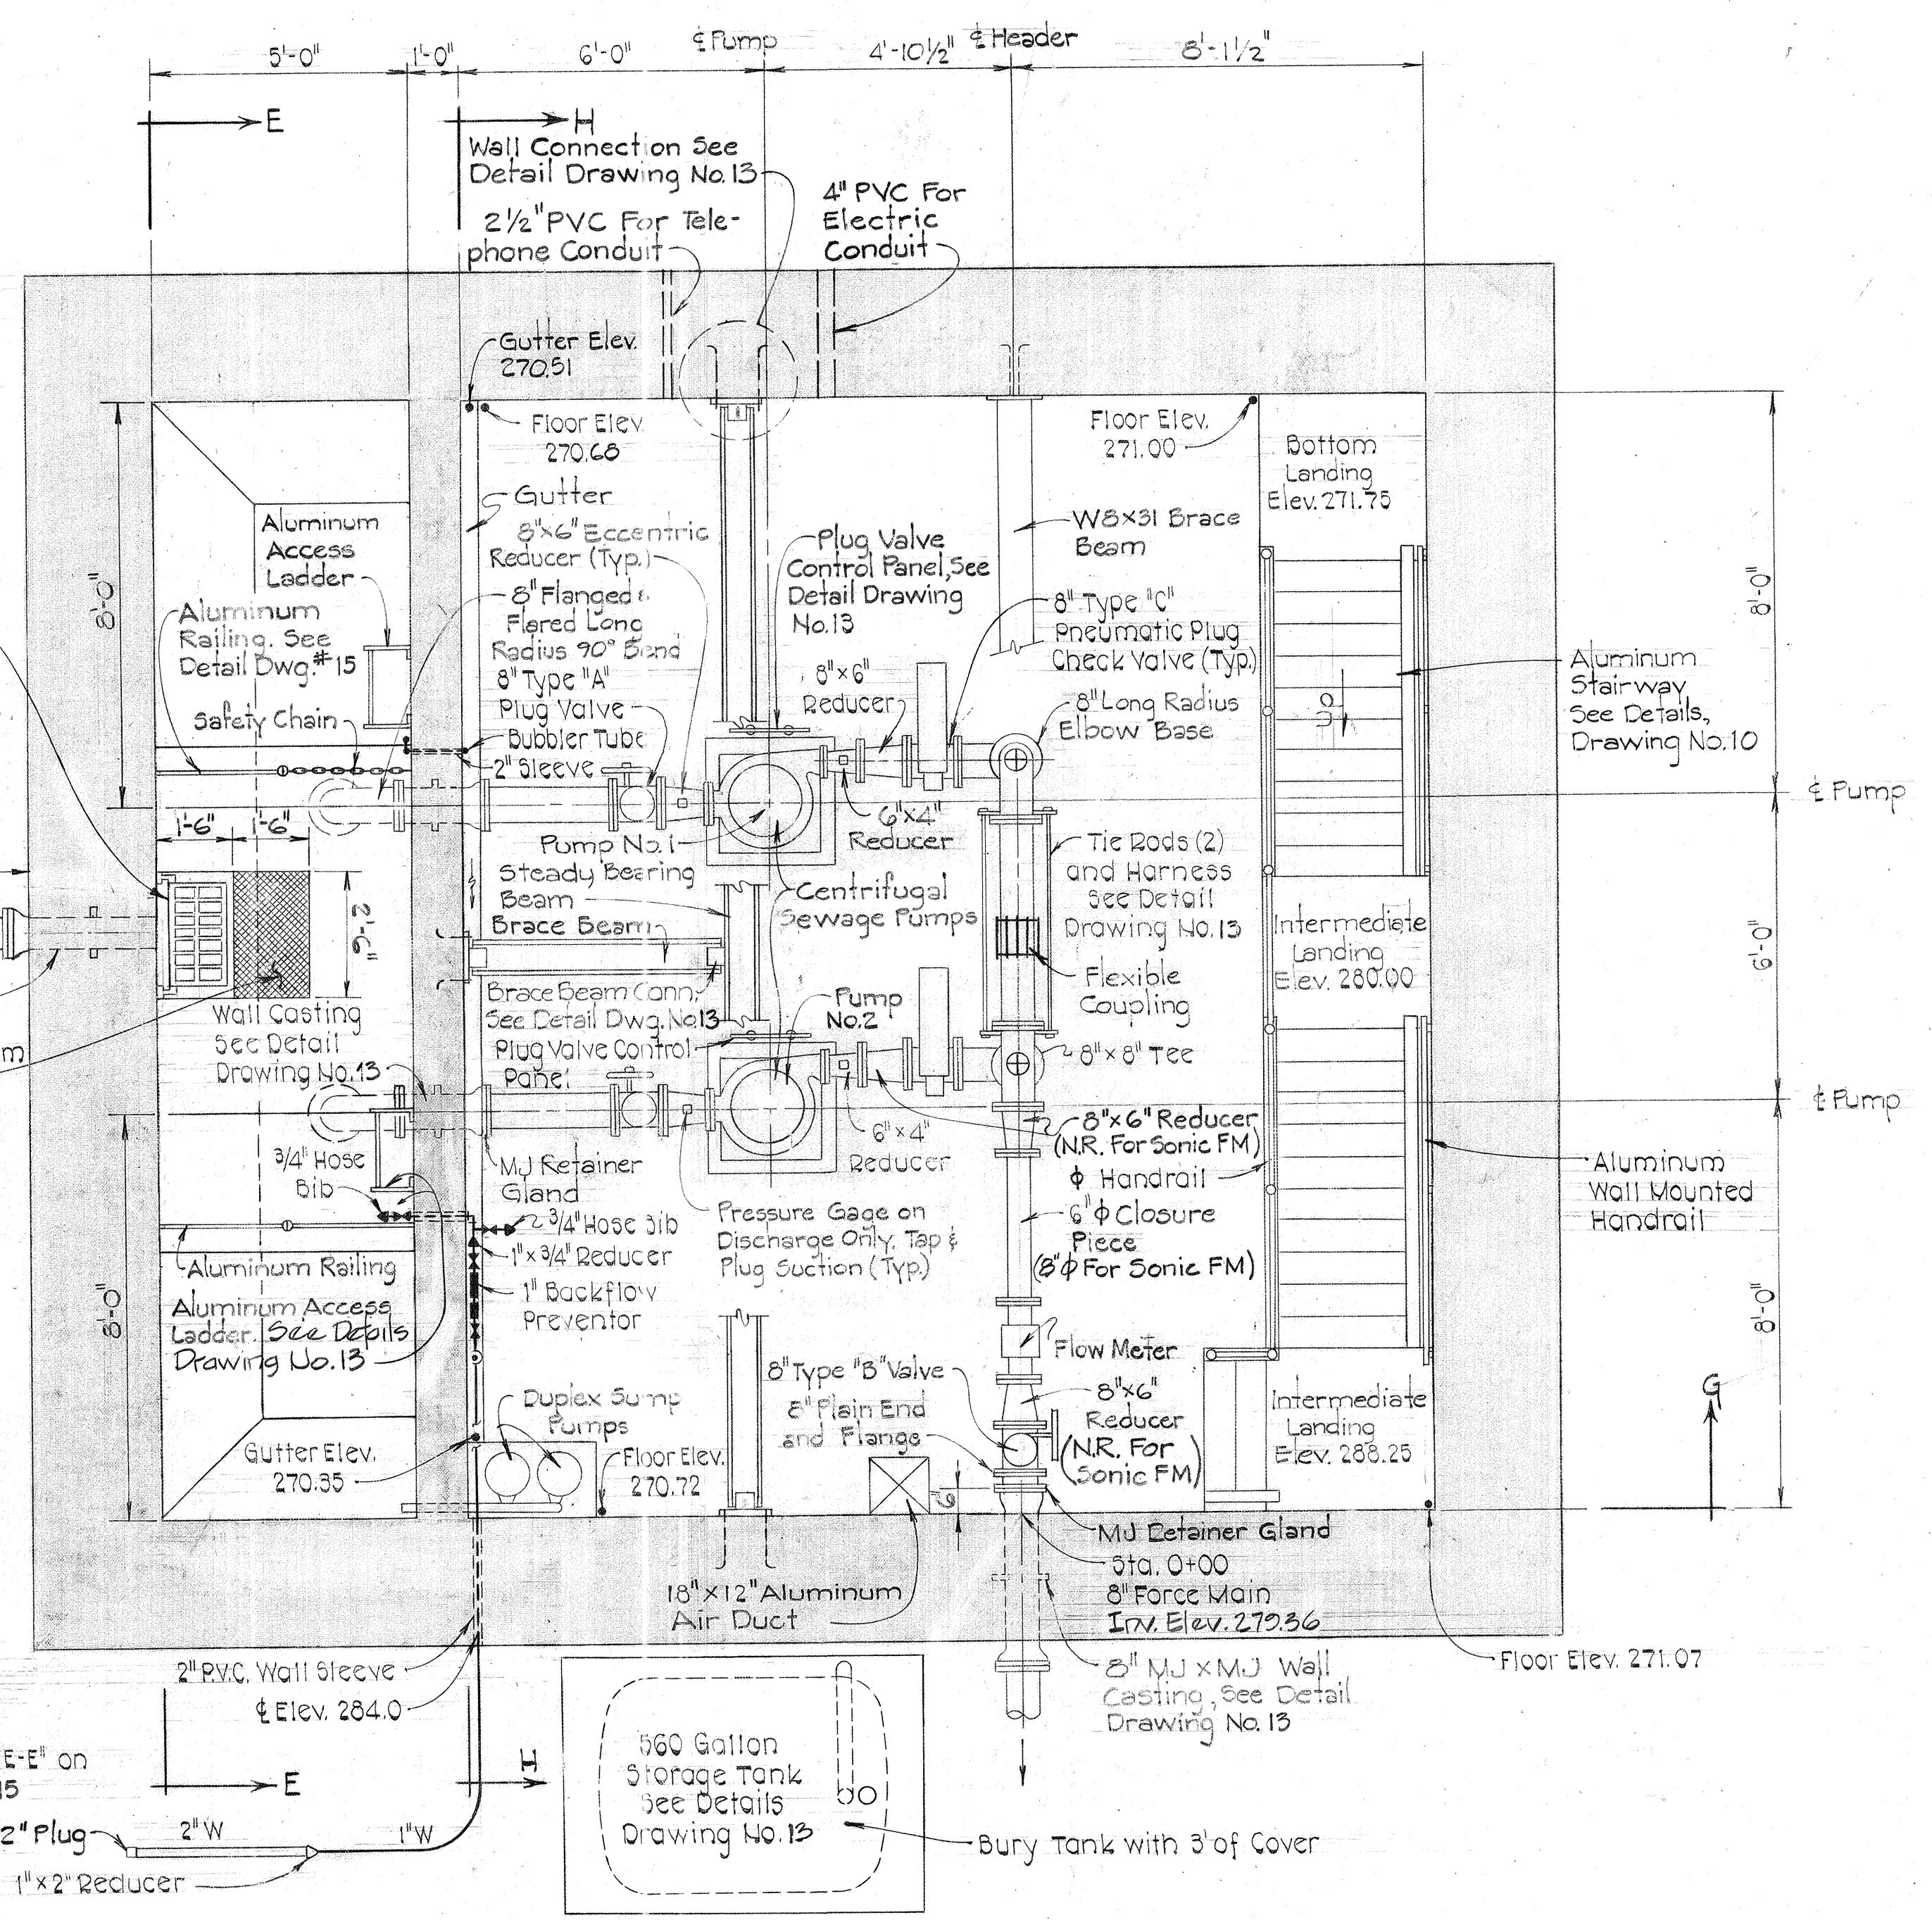 5'-0"
1'-0"
6'-0"
℄ Pump
4'-10½"
℄ Header
8'-1½"
E
H
Wall Connection See
Detail Drawing No. 13
2½" PVC For Tele-
phone Conduit
4" PVC For
Electric
Conduit
Gutter Elev.
270.51
Floor Elev.
270.68
Floor Elev.
271.00
Bottom
Landing
Elev. 271.75
Gutter
8"x6" Eccentric
Reducer (Typ.)
8" Flanged &
Flared Long
Radius 90° Bend
8" Type "A"
Plug Valve
Bubbler Tube
2" Sleeve
Aluminum
Access
Ladder
Aluminum
Railing. See
Detail Dwg.#15
Safety Chain
8'-0"
Plug Valve
Control Panel, See
Detail Drawing
No. 13
8"x6"
Reducer
W8x31 Brace
Beam
8" Type "C"
Pneumatic Plug
Check Valve (Typ.)
8" Long Radius
Elbow Base
8'-0"
Aluminum
Stairway
See Details,
Drawing No. 10
℄ Pump
1'-6"
1'-6"
2'-6"
Pump No. 1
Steady Bearing
Beam
Brace Beam
6"x4"
Reducer
Centrifugal
Sewage Pumps
Tie Rods (2)
and Harness
See Detail
Drawing No. 13
Flexible
Coupling
Intermediate
Landing
Elev. 280.00
6'-0"
m
Wall Casting
See Detail
Drawing No. 13
Brace Beam Conn.
See Detail Dwg. No.13
Plug Valve Control
Panel
Pump
No. 2
8"x8" Tee
℄ Pump
3/4" Hose
Bib
MJ Retainer
Gland
6"x4"
Reducer
8"x6" Reducer
(N.R. For Sonic FM)
ϕ Handrail
Aluminum
Wall Mounted
Handrail
2 3/4" Hose Bib
1"x3/4" Reducer
1" Backflow
Preventor
Pressure Gage on
Discharge Only, Tap &
Plug Suction (Typ.)
6"ϕ Closure
Piece
(8"ϕ For Sonic FM)
Aluminum Railing
Aluminum Access
Ladder. See Details
Drawing No. 13
8'-0"
8'-0"
Flow Meter
8" Type "B" Valve
8" Plain End
and Flange
8"x6"
Reducer
(N.R. For
Sonic FM)
Intermediate
Landing
Elev. 288.25
G
Duplex Sump
Pumps
Gutter Elev.
270.35
Floor Elev.
270.72
6"
MJ Retainer Gland
Sta. 0+00
8" Force Main
Inv. Elev. 279.36
18"x12" Aluminum
Air Duct
2" P.V.C. Wall Sleeve
℄ Elev. 284.0
8" MJ x MJ Wall
Casting, See Detail
Drawing No. 13
Floor Elev. 271.07
E-E" on
15
E
H
2" Plug
2"W
1"W
1"x2" Reducer
560 Gallon
Storage Tank
See Details
Drawing No. 13
Bury Tank with 3' of Cover